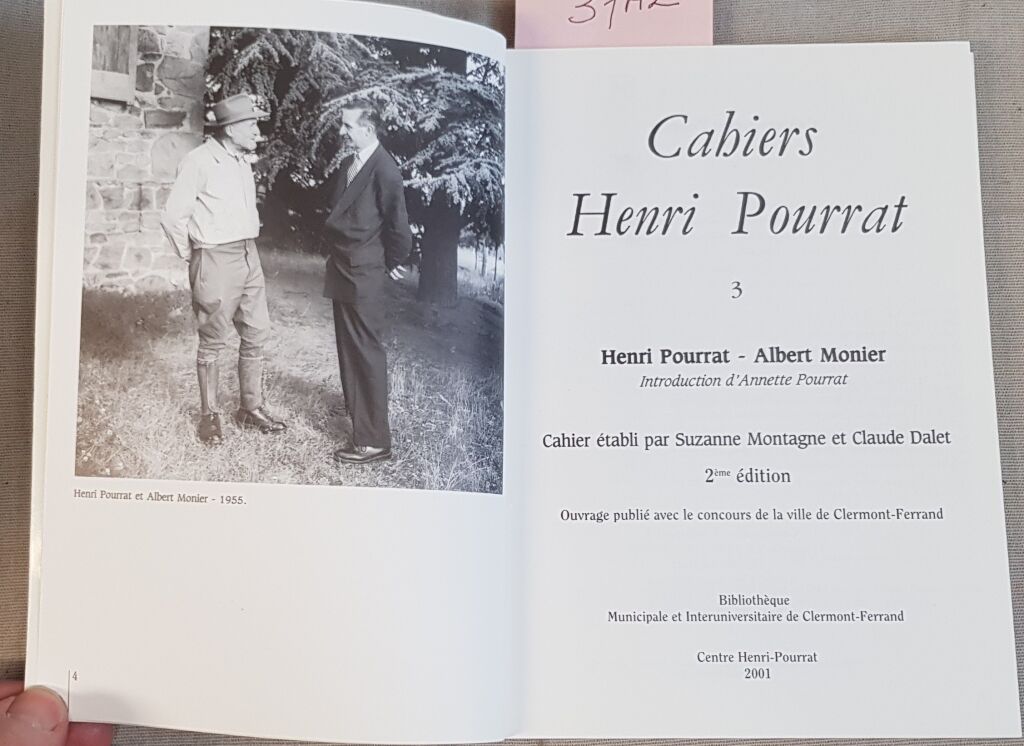 Henri Pourrat et Albert Monier - 1955.
4
Cahiers
Henri Pourrat
3
Henri Pourrat - Albert Monier
Introduction d'Annette Pourrat
Cahier établi par Suzanne Montagne et Claude Dalet
2ème édition
Ouvrage publié avec le concours de la ville de Clermont-Ferrand
Bibliothèque
Municipale et Interuniversitaire de Clermont-Ferrand
Centre Henri-Pourrat
2001